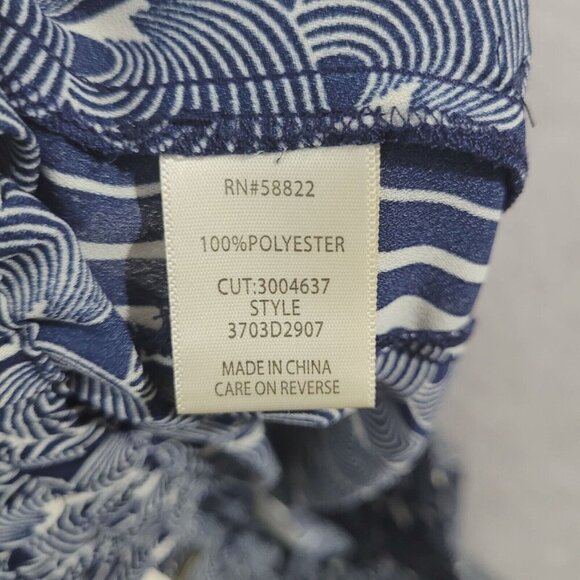 RN#58822
100%POLYESTER
CUT:3004637
STYLE
3703D2907
MADE IN CHINA
CARE ON REVERSE